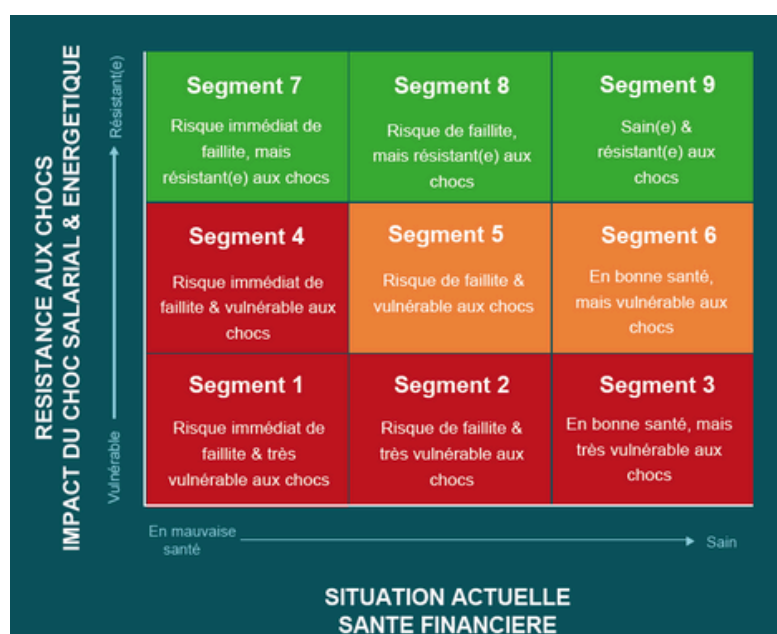 RESISTANCE AUX CHOCS
IMPACT DU CHOC SALARIAL & ENERGETIQUE
Résistant(e)
Vulnérable
Segment 7
Risque immédiat de
faillite, mais
résistant(e) aux chocs
Segment 8
Risque de faillite,
mais résistant(e) aux
chocs
Segment 9
Sain(e) &
résistant(e) aux
chocs
Segment 4
Risque immédiat de
faillite & vulnérable aux
chocs
Segment 5
Risque de faillite &
vulnérable aux chocs
Segment 6
En bonne santé,
mais vulnérable aux
chocs
Segment 1
Risque immédiat de
faillite & très
vulnérable aux chocs
Segment 2
Risque de faillite &
très vulnérable aux
chocs
Segment 3
En bonne santé, mais
très vulnérable aux
chocs
En mauvaise
santé
Sain
SITUATION ACTUELLE
SANTE FINANCIERE